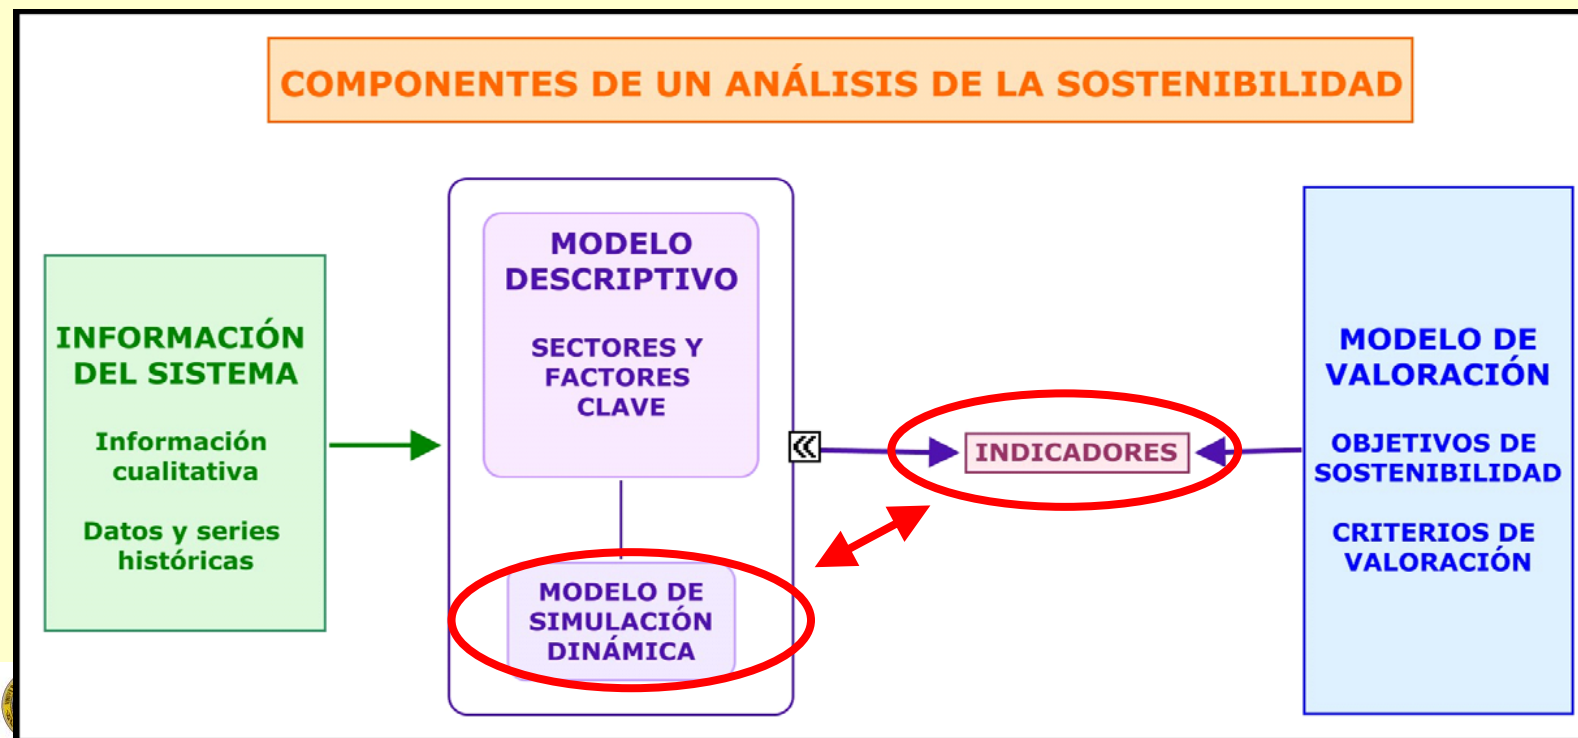 COMPONENTES DE UN ANÁLISIS DE LA SOSTENIBILIDAD
INFORMACIÓN
DEL SISTEMA
Información
cualitativa
Datos y series
históricas
MODELO
DESCRIPTIVO
SECTORES Y
FACTORES
CLAVE
MODELO DE
SIMULACIÓN
DINÁMICA
INDICADORES
MODELO DE
VALORACIÓN
OBJETIVOS DE
SOSTENIBILIDAD
CRITERIOS DE
VALORACIÓN